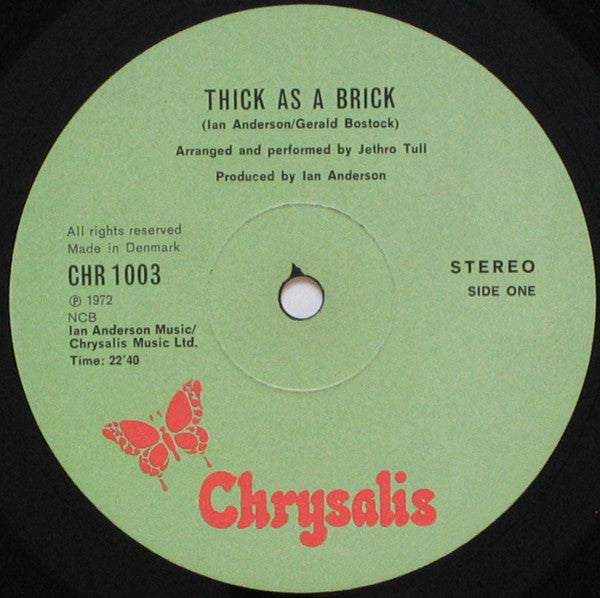 THICK AS A BRICK
(Ian Anderson/Gerald Bostock)
Arranged and performed by Jethro Tull
Produced by Ian Anderson
All rights reserved
Made in Denmark
CHR 1003
℗ 1972
NCB
Ian Anderson Music/
Chrysalis Music Ltd.
Time: 22'40
STEREO
SIDE ONE
Chrysalis